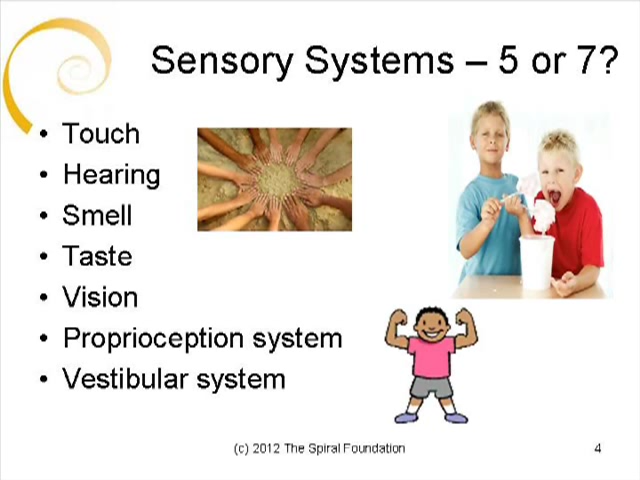 Sensory Systems – 5 or 7?
• Touch
• Hearing
• Smell
• Taste
• Vision
• Proprioception system
• Vestibular system
(c) 2012 The Spiral Foundation
4